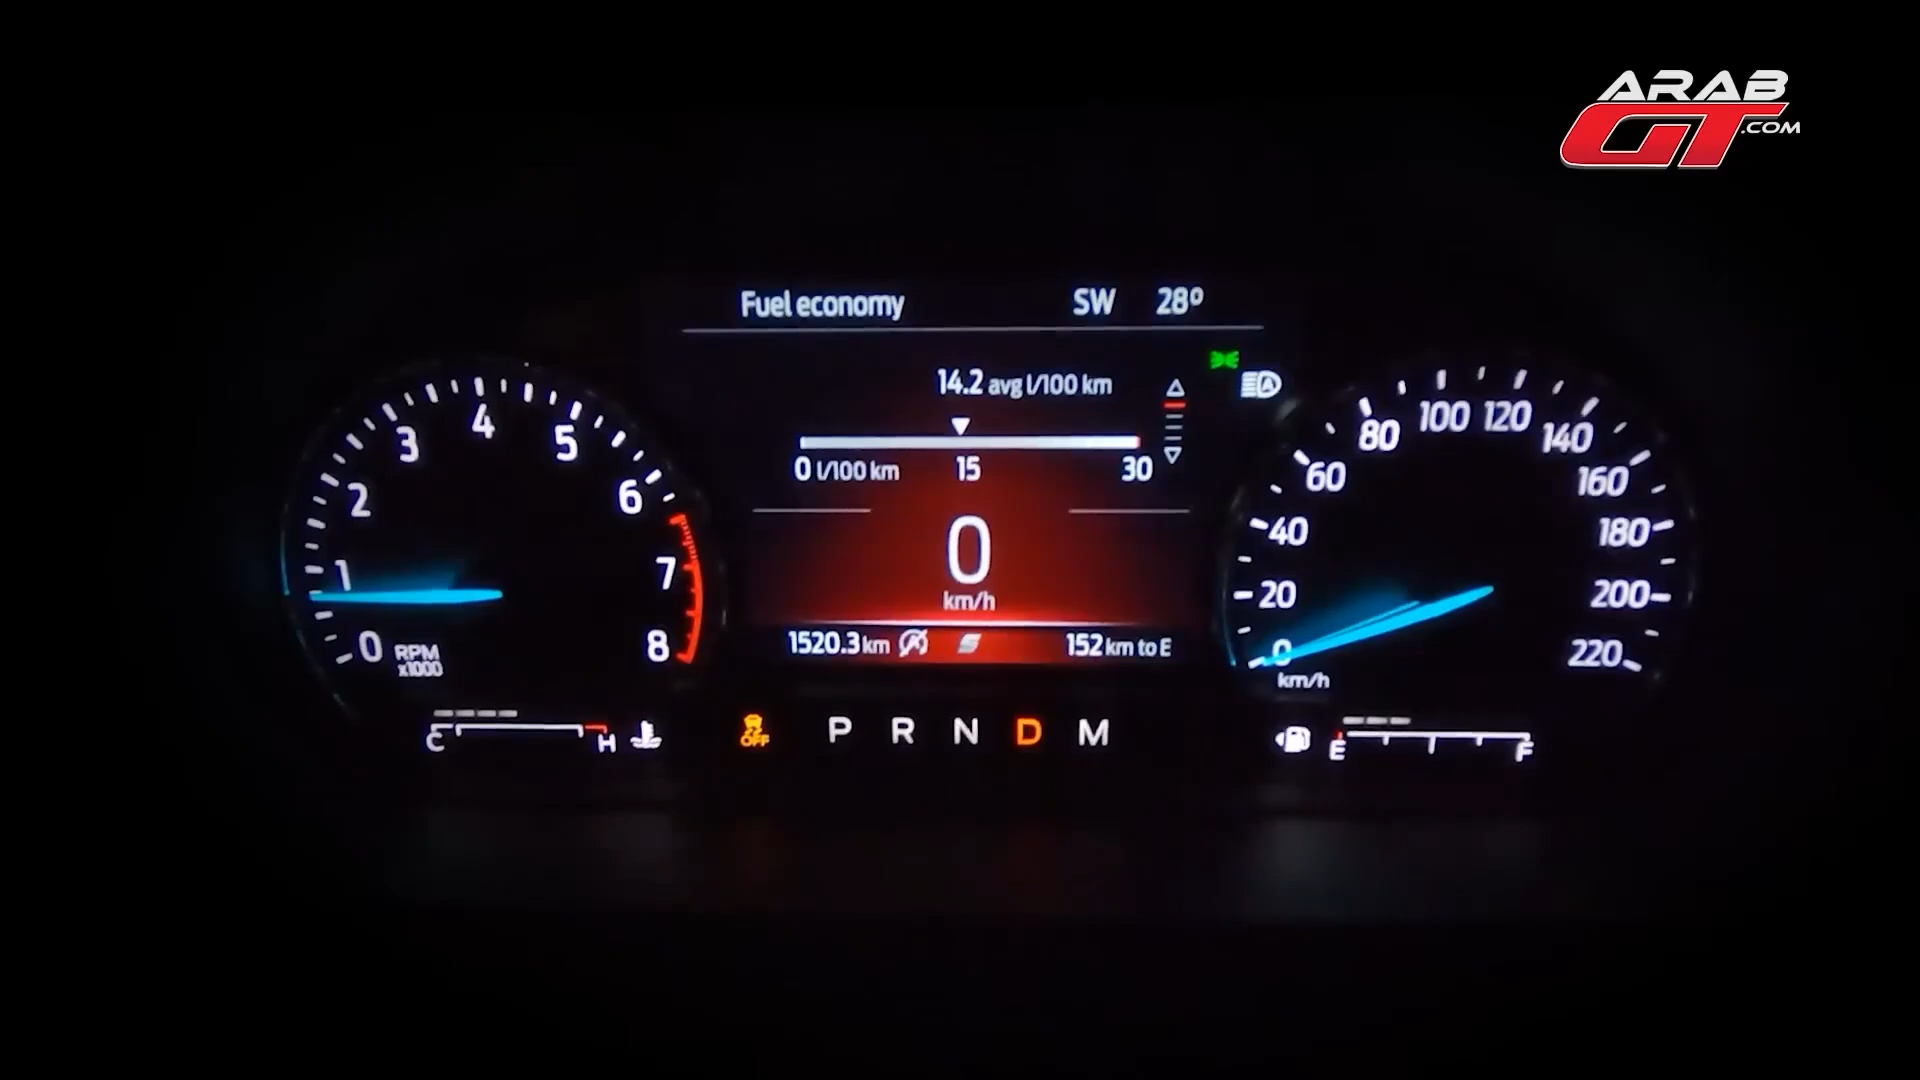 ARAB
GT.COM
Fuel economy SW 28°
14.2 avg l/100 km
0 l/100 km 15 30
0
km/h
1520.3 km S 152 km to E
0 1 2 3 4 5 6 7 8
RPM
x1000
0 20 40 60 80 100 120 140 160 180 200 220
km/h
C H
OFF P R N D M
E F
A